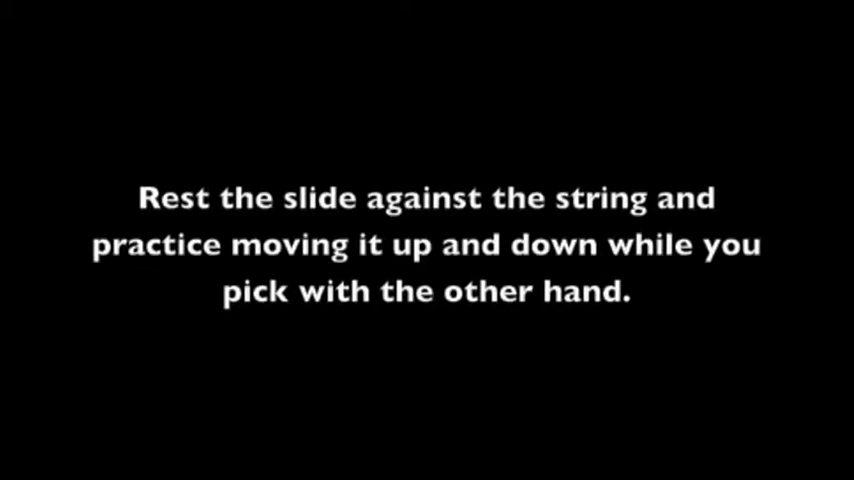 Rest the slide against the string and
practice moving it up and down while you
pick with the other hand.